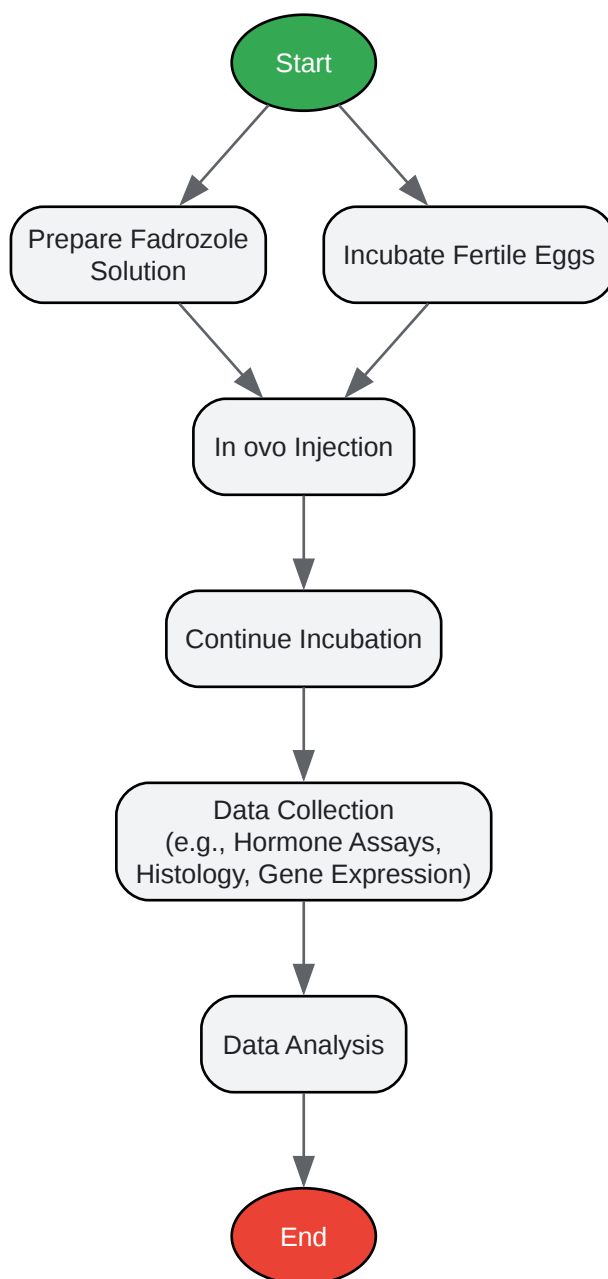 Start
Prepare Fadrozole
Solution
Incubate Fertile Eggs
In ovo Injection
Continue Incubation
Data Collection
(e.g., Hormone Assays,
Histology, Gene Expression)
Data Analysis
End